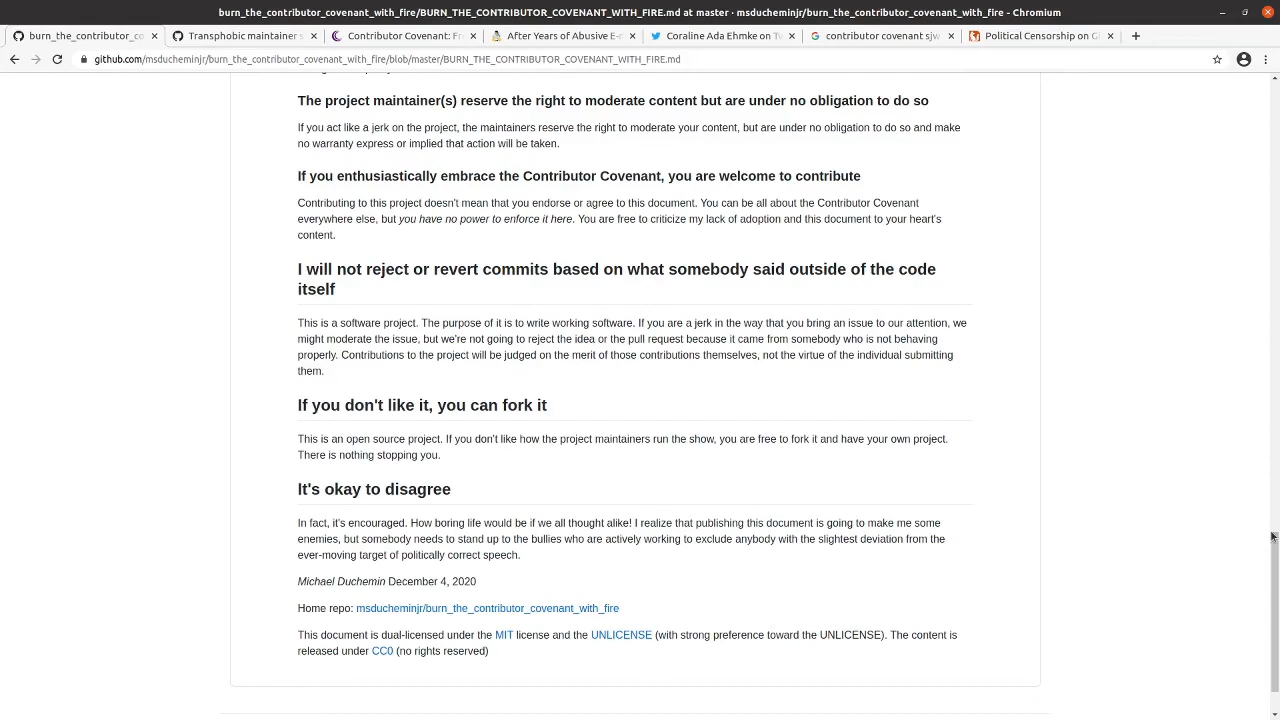 burn_the_contributor_covenant_with_fire/BURN_THE_CONTRIBUTOR_COVENANT_WITH_FIRE.md at master · msducheminjr/burn_the_contributor_covenant_with_fire - Chromium
burn_the_contributor_co
Transphobic maintainer s
Contributor Covenant: Fr
After Years of Abusive E-m
Coraline Ada Ehmke on Tw
contributor covenant sjw
Political Censorship on Gi
github.com/msducheminjr/burn_the_contributor_covenant_with_fire/blob/master/BURN_THE_CONTRIBUTOR_COVENANT_WITH_FIRE.md
The project maintainer(s) reserve the right to moderate content but are under no obligation to do so
If you act like a jerk on the project, the maintainers reserve the right to moderate your content, but are under no obligation to do so and make
no warranty express or implied that action will be taken.
If you enthusiastically embrace the Contributor Covenant, you are welcome to contribute
Contributing to this project doesn't mean that you endorse or agree to this document. You can be all about the Contributor Covenant
everywhere else, but you have no power to enforce it here. You are free to criticize my lack of adoption and this document to your heart's
content.
I will not reject or revert commits based on what somebody said outside of the code
itself
This is a software project. The purpose of it is to write working software. If you are a jerk in the way that you bring an issue to our attention, we
might moderate the issue, but we're not going to reject the idea or the pull request because it came from somebody who is not behaving
properly. Contributions to the project will be judged on the merit of those contributions themselves, not the virtue of the individual submitting
them.
If you don't like it, you can fork it
This is an open source project. If you don't like how the project maintainers run the show, you are free to fork it and have your own project.
There is nothing stopping you.
It's okay to disagree
In fact, it's encouraged. How boring life would be if we all thought alike! I realize that publishing this document is going to make me some
enemies, but somebody needs to stand up to the bullies who are actively working to exclude anybody with the slightest deviation from the
ever-moving target of politically correct speech.
Michael Duchemin December 4, 2020
Home repo: msducheminjr/burn_the_contributor_covenant_with_fire
This document is dual-licensed under the MIT license and the UNLICENSE (with strong preference toward the UNLICENSE). The content is
released under CC0 (no rights reserved)